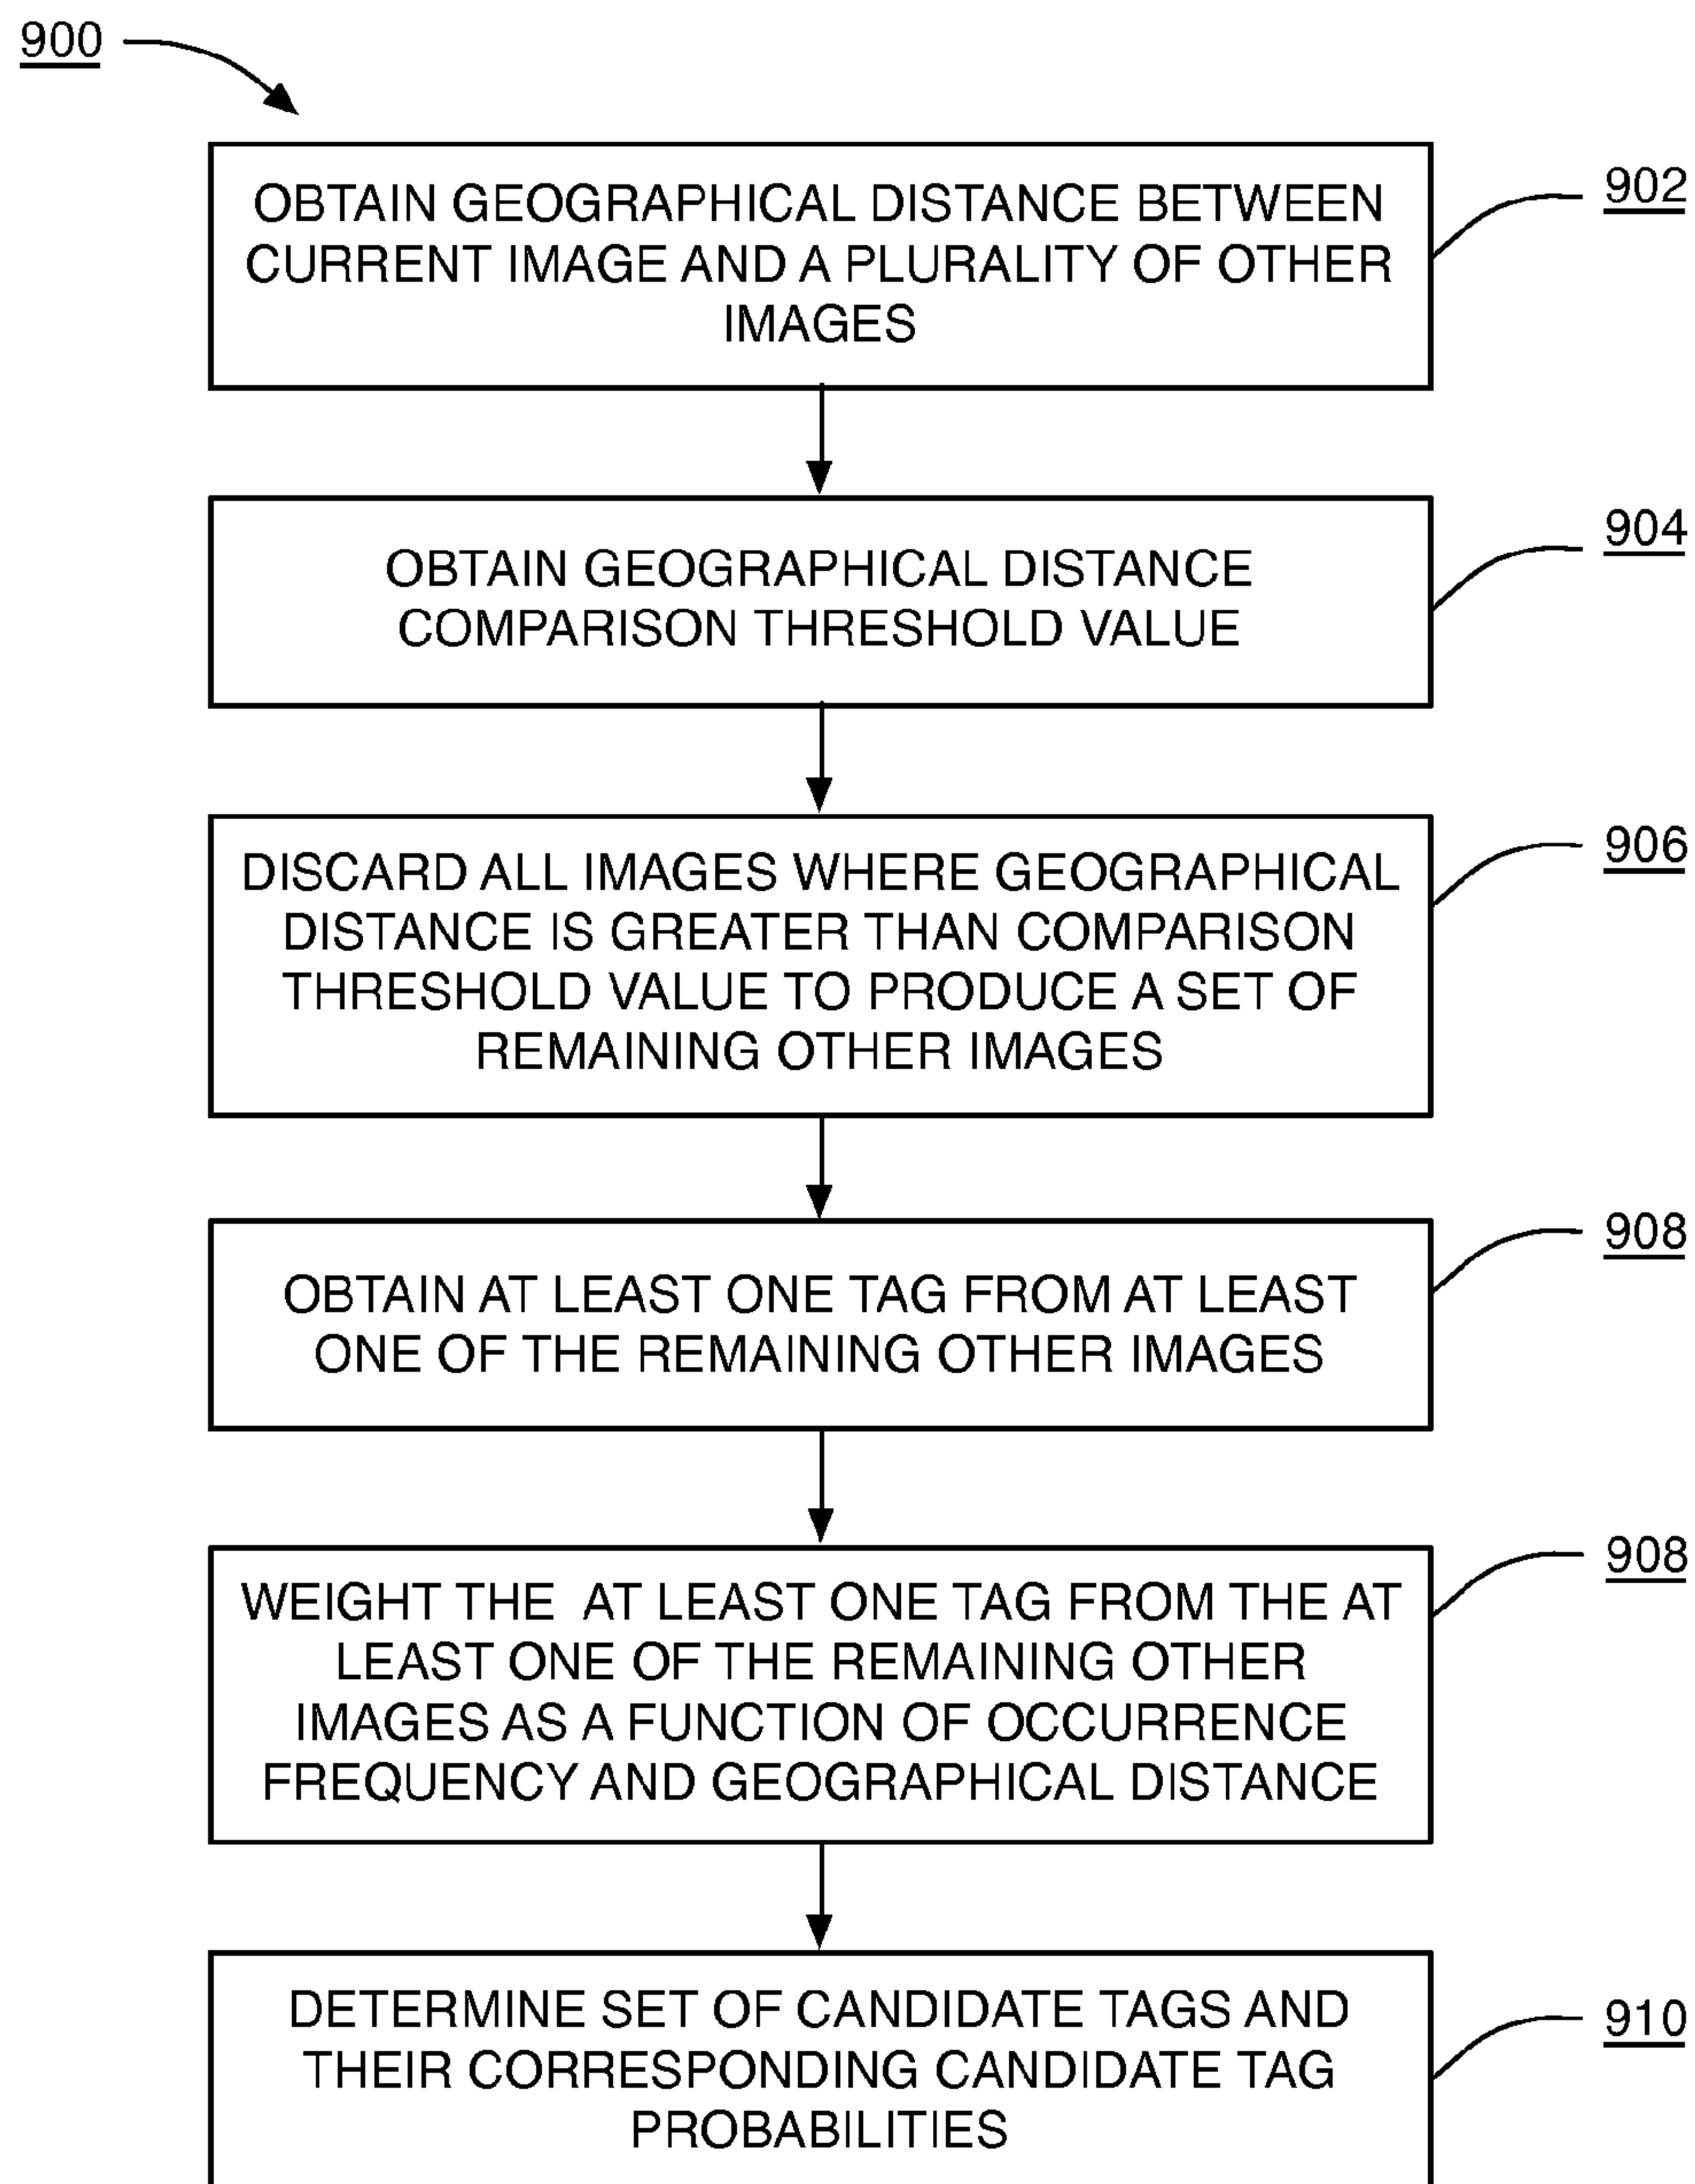 900
OBTAIN GEOGRAPHICAL DISTANCE BETWEEN
CURRENT IMAGE AND A PLURALITY OF OTHER
IMAGES
902
OBTAIN GEOGRAPHICAL DISTANCE
COMPARISON THRESHOLD VALUE
904
DISCARD ALL IMAGES WHERE GEOGRAPHICAL
DISTANCE IS GREATER THAN COMPARISON
THRESHOLD VALUE TO PRODUCE A SET OF
REMAINING OTHER IMAGES
906
OBTAIN AT LEAST ONE TAG FROM AT LEAST
ONE OF THE REMAINING OTHER IMAGES
908
WEIGHT THE AT LEAST ONE TAG FROM THE AT
LEAST ONE OF THE REMAINING OTHER
IMAGES AS A FUNCTION OF OCCURRENCE
FREQUENCY AND GEOGRAPHICAL DISTANCE
908
DETERMINE SET OF CANDIDATE TAGS AND
THEIR CORRESPONDING CANDIDATE TAG
PROBABILITIES
910